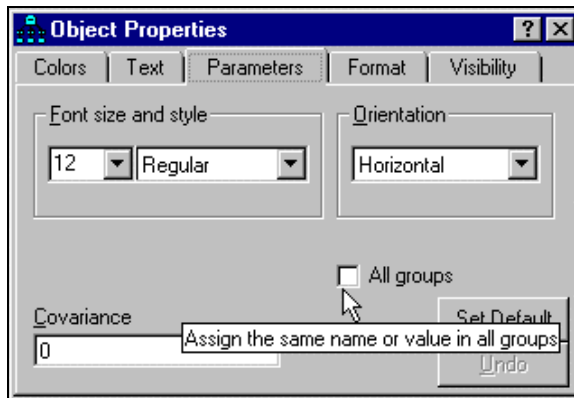 Object Properties
Colors Text Parameters Format Visibility
Font size and style
Orientation
12 Regular
Horizontal
All groups
Covariance
Set Default
0
Assign the same name or value in all groups
Undo